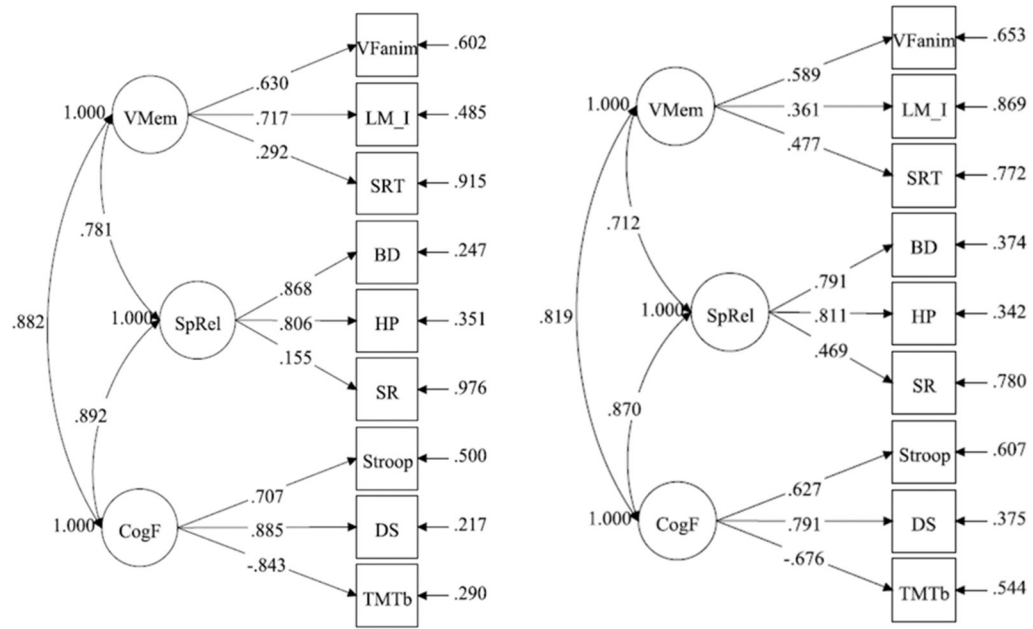 VFanim .602
.630
1.000 VMem .717 LM_I .485
.292
SRT .915
.781
BD .247
.868
.882 1.000 SpRel .806 HP .351
.155
SR .976
.892
Stroop .500
.707
1.000 CogF .885 DS .217
-.843
TMTb .290
VFanim .653
.589
1.000 VMem .361 LM_I .869
.477
SRT .772
.712
BD .374
.791
.819 1.000 SpRel .811 HP .342
.469
SR .780
.870
Stroop .607
.627
1.000 CogF .791 DS .375
-.676
TMTb .544